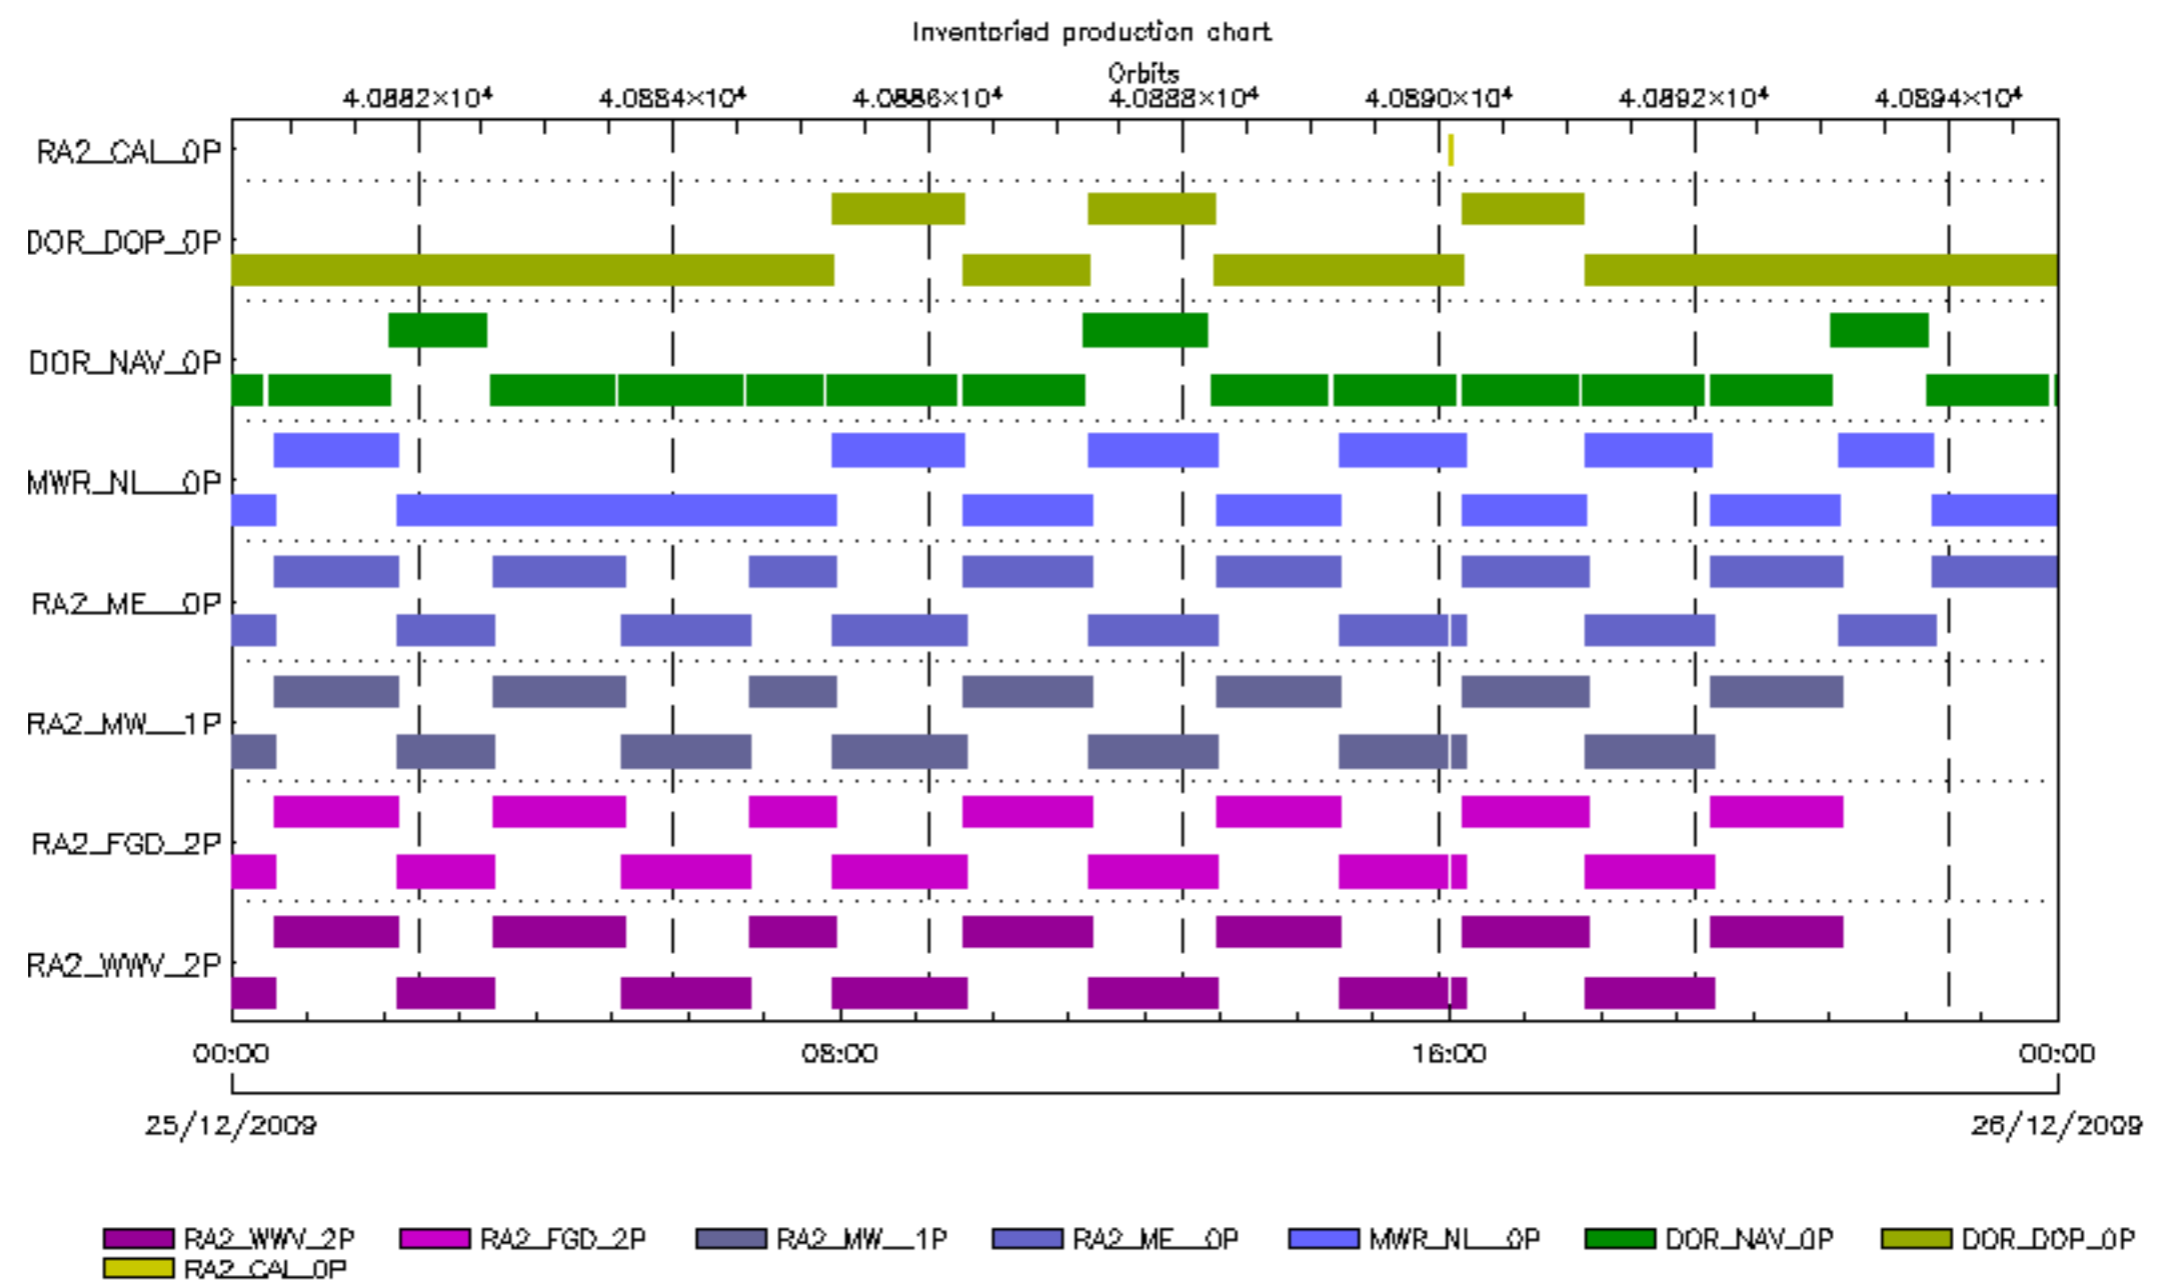 Inventoried production chart
Orbits
4.0882×10⁴ 4.0884×10⁴ 4.0886×10⁴ 4.0888×10⁴ 4.0890×10⁴ 4.0892×10⁴ 4.0894×10⁴
RA2_CAL_0P
DOR_DOP_0P
DOR_NAV_0P
MWR_NL__0P
RA2_ME__0P
RA2_MW__1P
RA2_FGD_2P
RA2_WWV_2P
00:00 08:00 16:00 00:00
25/12/2009 26/12/2009
RA2_WWV_2P RA2_FGD_2P RA2_MW__1P RA2_ME__0P MWR_NL__0P DOR_NAV_0P DOR_DOP_0P
RA2_CAL_0P